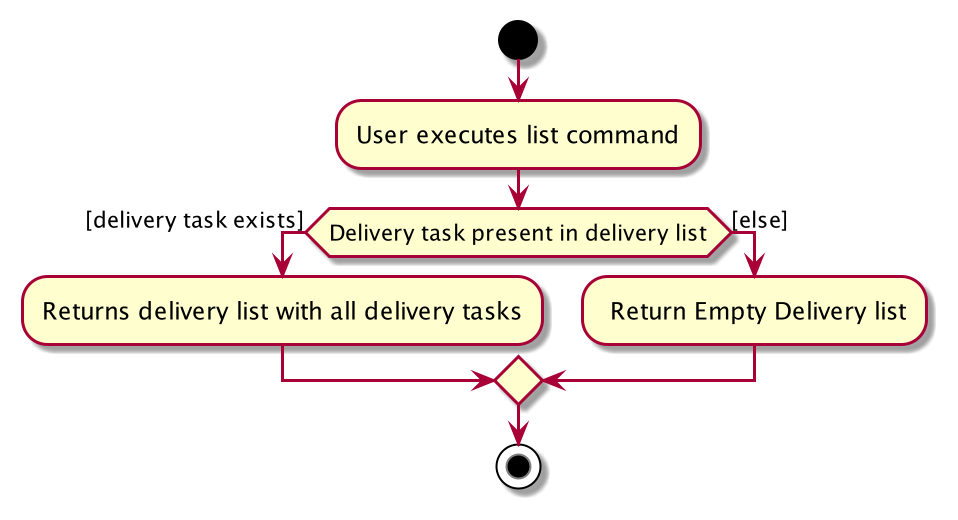 User executes list command
[delivery task exists]
Delivery task present in delivery list
[else]
Returns delivery list with all delivery tasks
Return Empty Delivery list